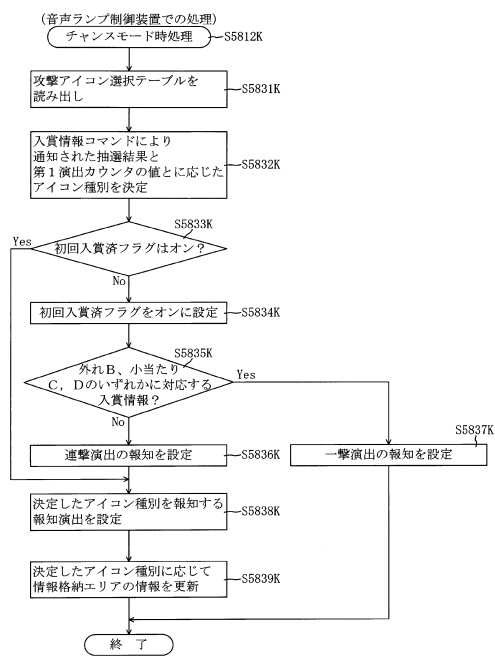 (音声ランプ制御装置での処理)
チャンスモード時処理
S5812K
攻撃アイコン選択テーブルを
読み出し
S5831K
入賞情報コマンドにより
通知された抽選結果と
第1演出カウンタの値とに応じた
アイコン種別を決定
S5832K
S5833K
Yes
初回入賞済フラグはオン?
No
初回入賞済フラグをオンに設定
S5834K
S5835K
外れB、小当たり
C,Dのいずれかに対応する
入賞情報?
Yes
No
S5837K
連撃演出の報知を設定
S5836K
一撃演出の報知を設定
決定したアイコン種別を報知する
報知演出を設定
S5838K
決定したアイコン種別に応じて
情報格納エリアの情報を更新
S5839K
終 了